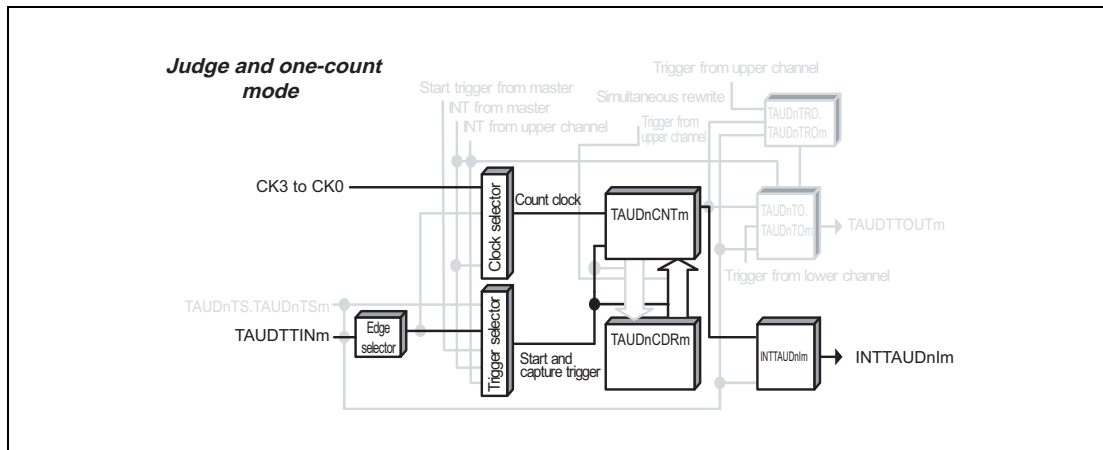 Judge and one-count
mode
Trigger from upper channel
Start trigger from master
Simultaneous rewrite
INT from master
INT from upper channel
Trigger from
upper channel
TAUDnTRO.
TAUDnTROm
CK3 to CK0
Clock selector
Count clock
TAUDnCNTm
TAUDnTO.
TAUDnTOm
TAUDTTOUTm
Trigger from lower channel
TAUDnTS.TAUDnTSm
TAUDTTINm
Edge
selector
Trigger selector
Start and
capture trigger
TAUDnCDRm
INTTAUDnIm
INTTAUDnIm